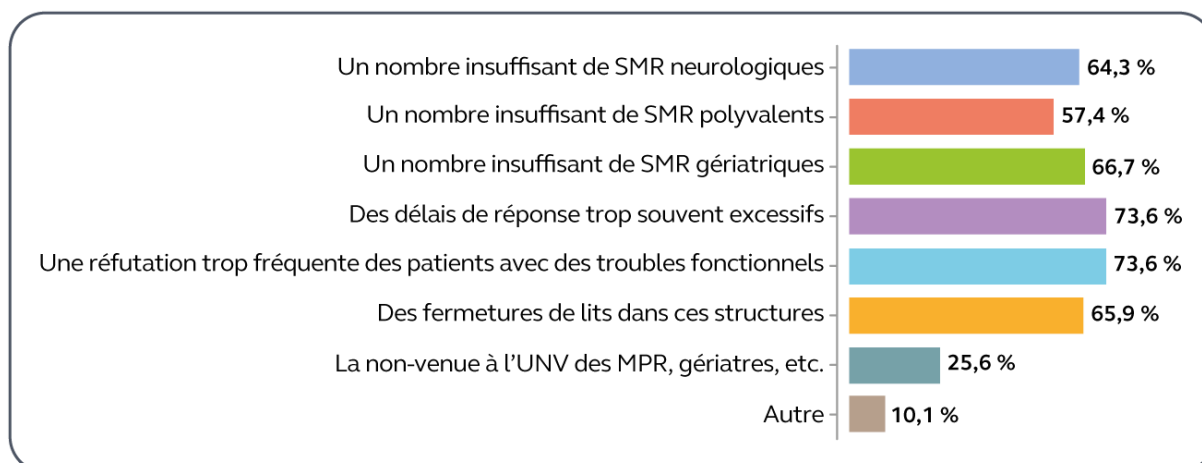 Un nombre insuffisant de SMR neurologiques 64,3 %
Un nombre insuffisant de SMR polyvalents 57,4 %
Un nombre insuffisant de SMR gériatriques 66,7 %
Des délais de réponse trop souvent excessifs 73,6 %
Une réfutation trop fréquente des patients avec des troubles fonctionnels 73,6 %
Des fermetures de lits dans ces structures 65,9 %
La non-venue à l’UNV des MPR, gériatres, etc. 25,6 %
Autre 10,1 %